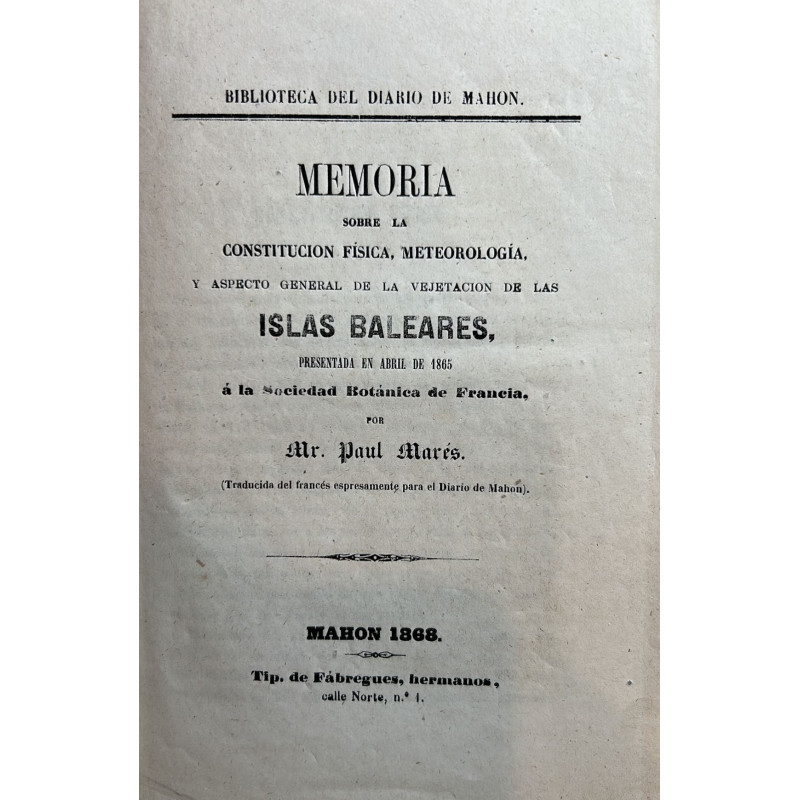 BIBLIOTECA DEL DIARIO DE MAHON.
MEMORIA
SOBRE LA
CONSTITUCION FÍSICA, METEOROLOGÍA,
Y ASPECTO GENERAL DE LA VEJETACION DE LAS
ISLAS BALEARES,
PRESENTADA EN ABRIL DE 1865
á la Sociedad Botánica de Francia,
POR
Mr. Paul Marés.
(Traducida del francés espresamente para el Diario de Mahon).
MAHON 1868.
Tip. de Fábregues, hermanos,
calle Norte, n.º 1.